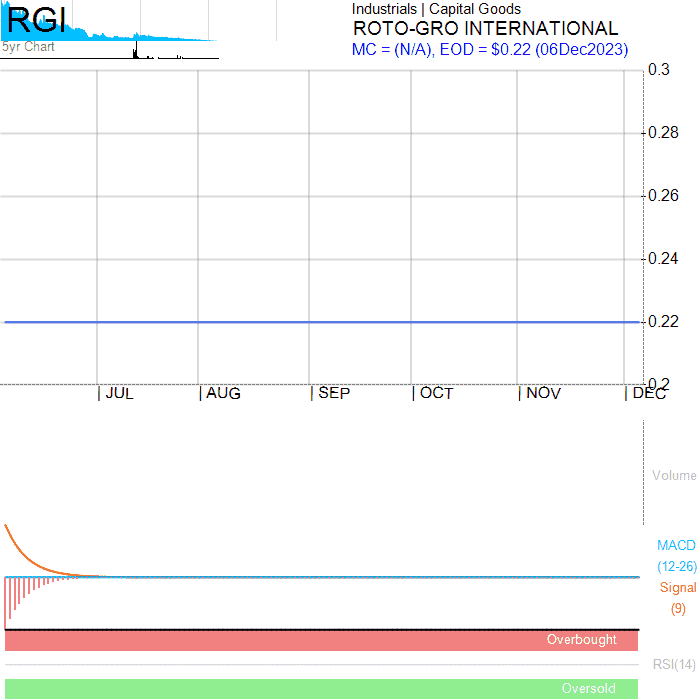 RGI
5yr Chart
Industrials | Capital Goods
ROTO-GRO INTERNATIONAL
MC = (N/A), EOD = $0.22 (06Dec2023)
0.3
0.28
0.26
0.24
0.22
0.2
| JUL | AUG | SEP | OCT | NOV | DEC
Volume
MACD
(12-26)
Signal
(9)
Overbought
RSI(14)
Oversold